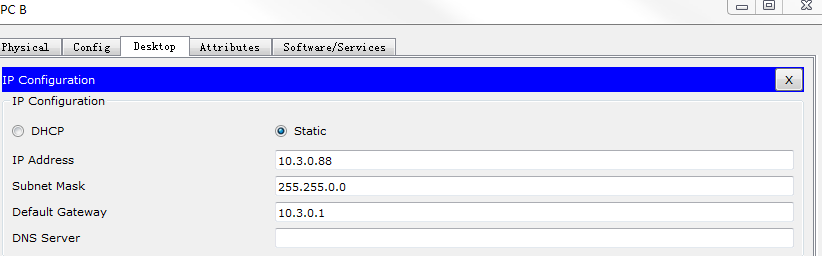 PC B
Physical Config Desktop Attributes Software/Services
IP Configuration X
IP Configuration
DHCP Static
IP Address 10.3.0.88
Subnet Mask 255.255.0.0
Default Gateway 10.3.0.1
DNS Server